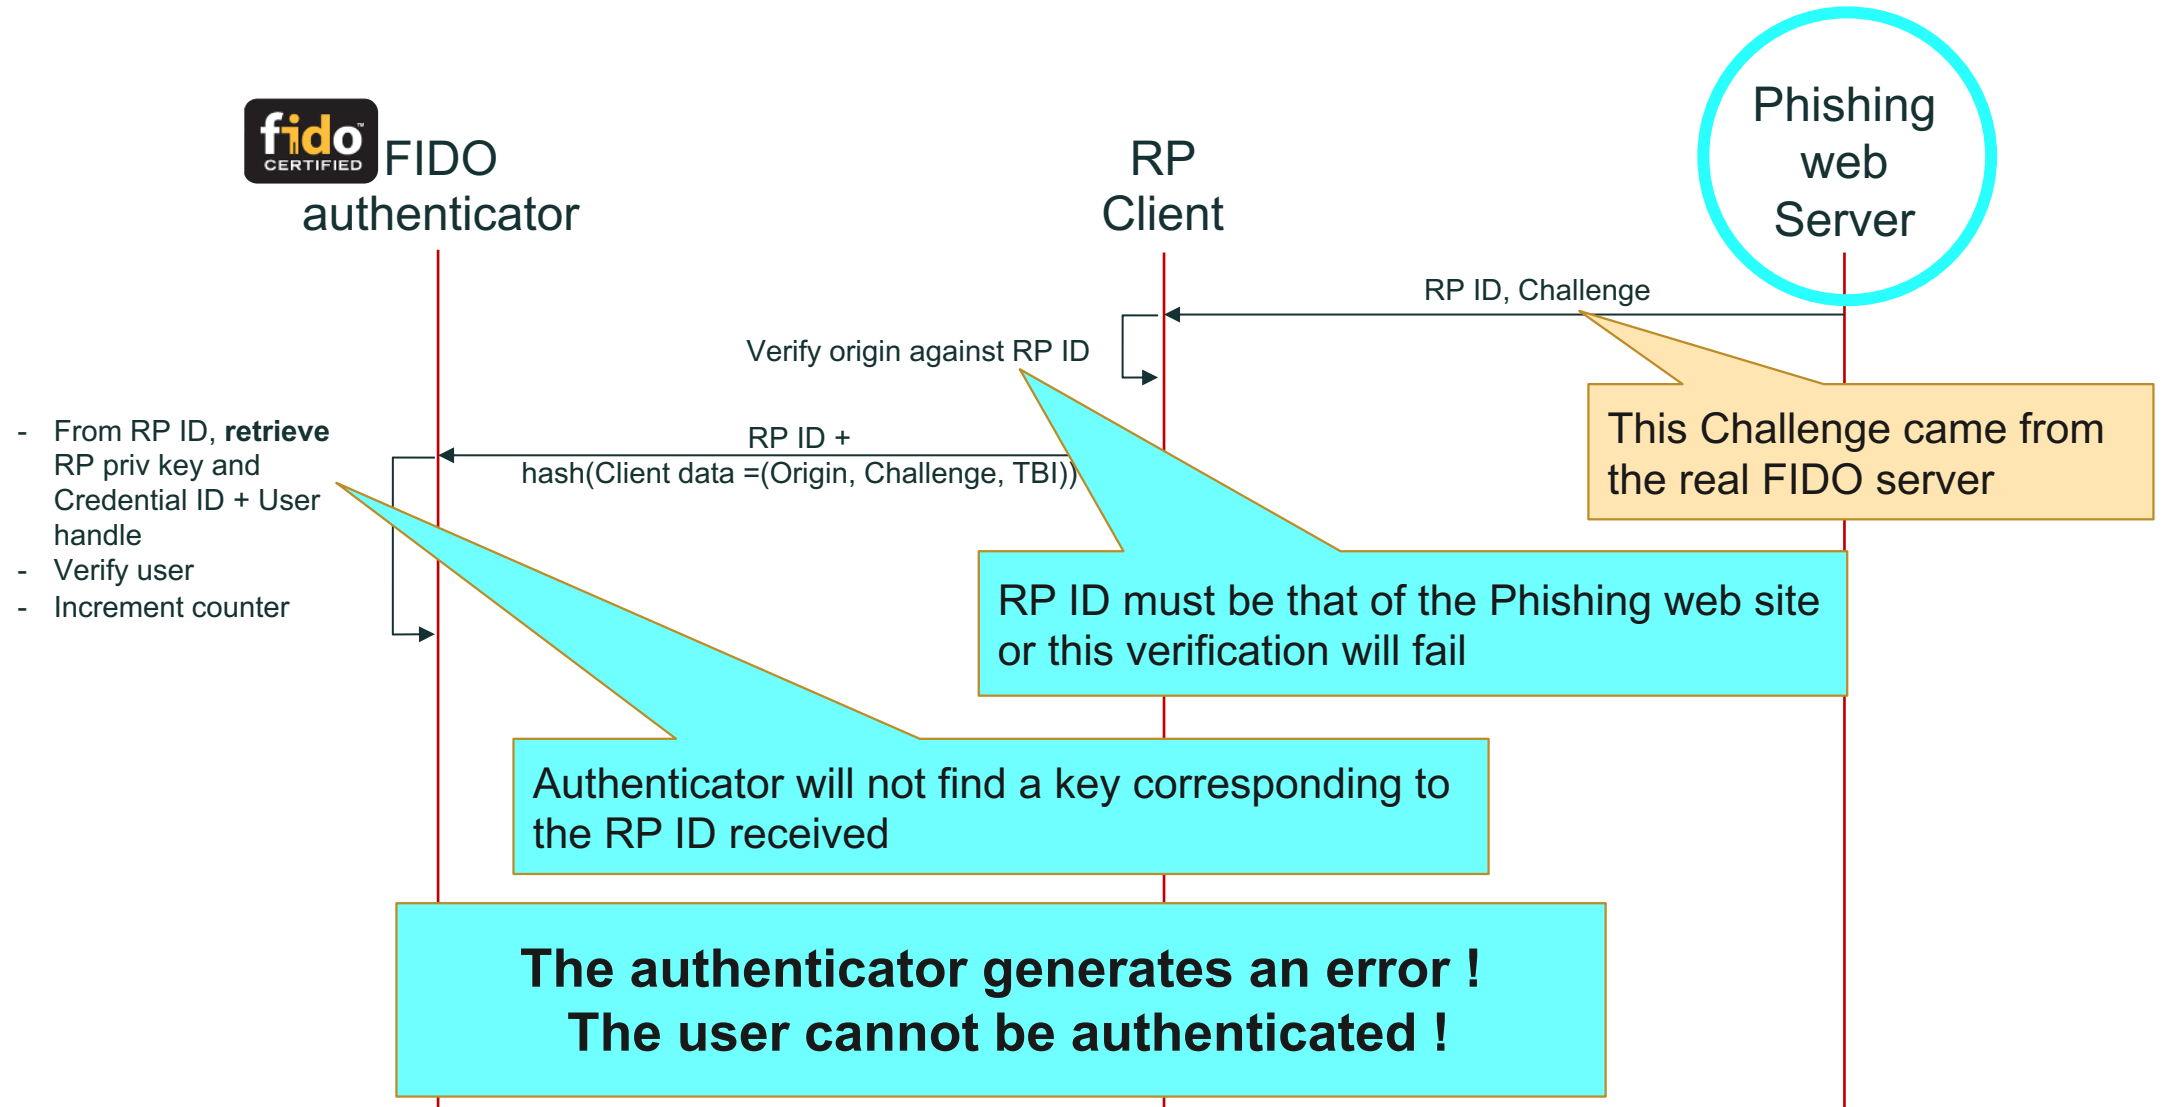 fido™
CERTIFIED
FIDO
authenticator
RP
Client
Phishing
web
Server
RP ID, Challenge
Verify origin against RP ID
This Challenge came from
the real FIDO server
- From RP ID, retrieve
RP priv key and
Credential ID + User
handle
- Verify user
- Increment counter
RP ID +
hash(Client data =(Origin, Challenge, TBI))
RP ID must be that of the Phishing web site
or this verification will fail
Authenticator will not find a key corresponding to
the RP ID received
The authenticator generates an error !
The user cannot be authenticated !